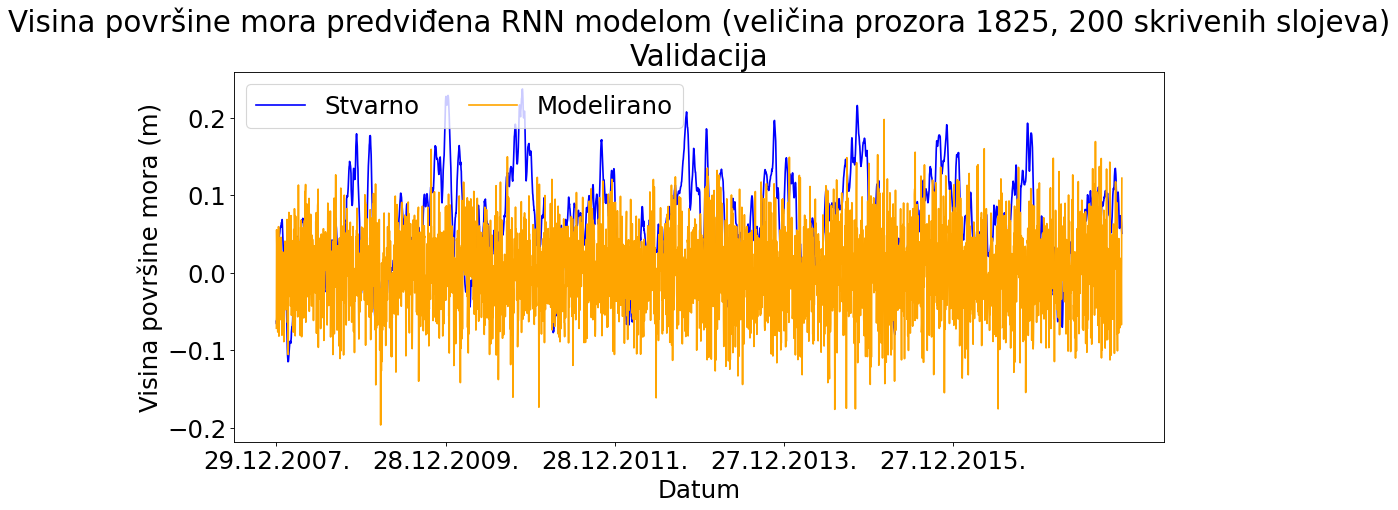 Visina površine mora predviđena RNN modelom (veličina prozora 1825, 200 skrivenih slojeva)
Validacija
Stvarno Modelirano
Visina površine mora (m)
0.2
0.1
0.0
−0.1
−0.2
29.12.2007. 28.12.2009. 28.12.2011. 27.12.2013. 27.12.2015.
Datum